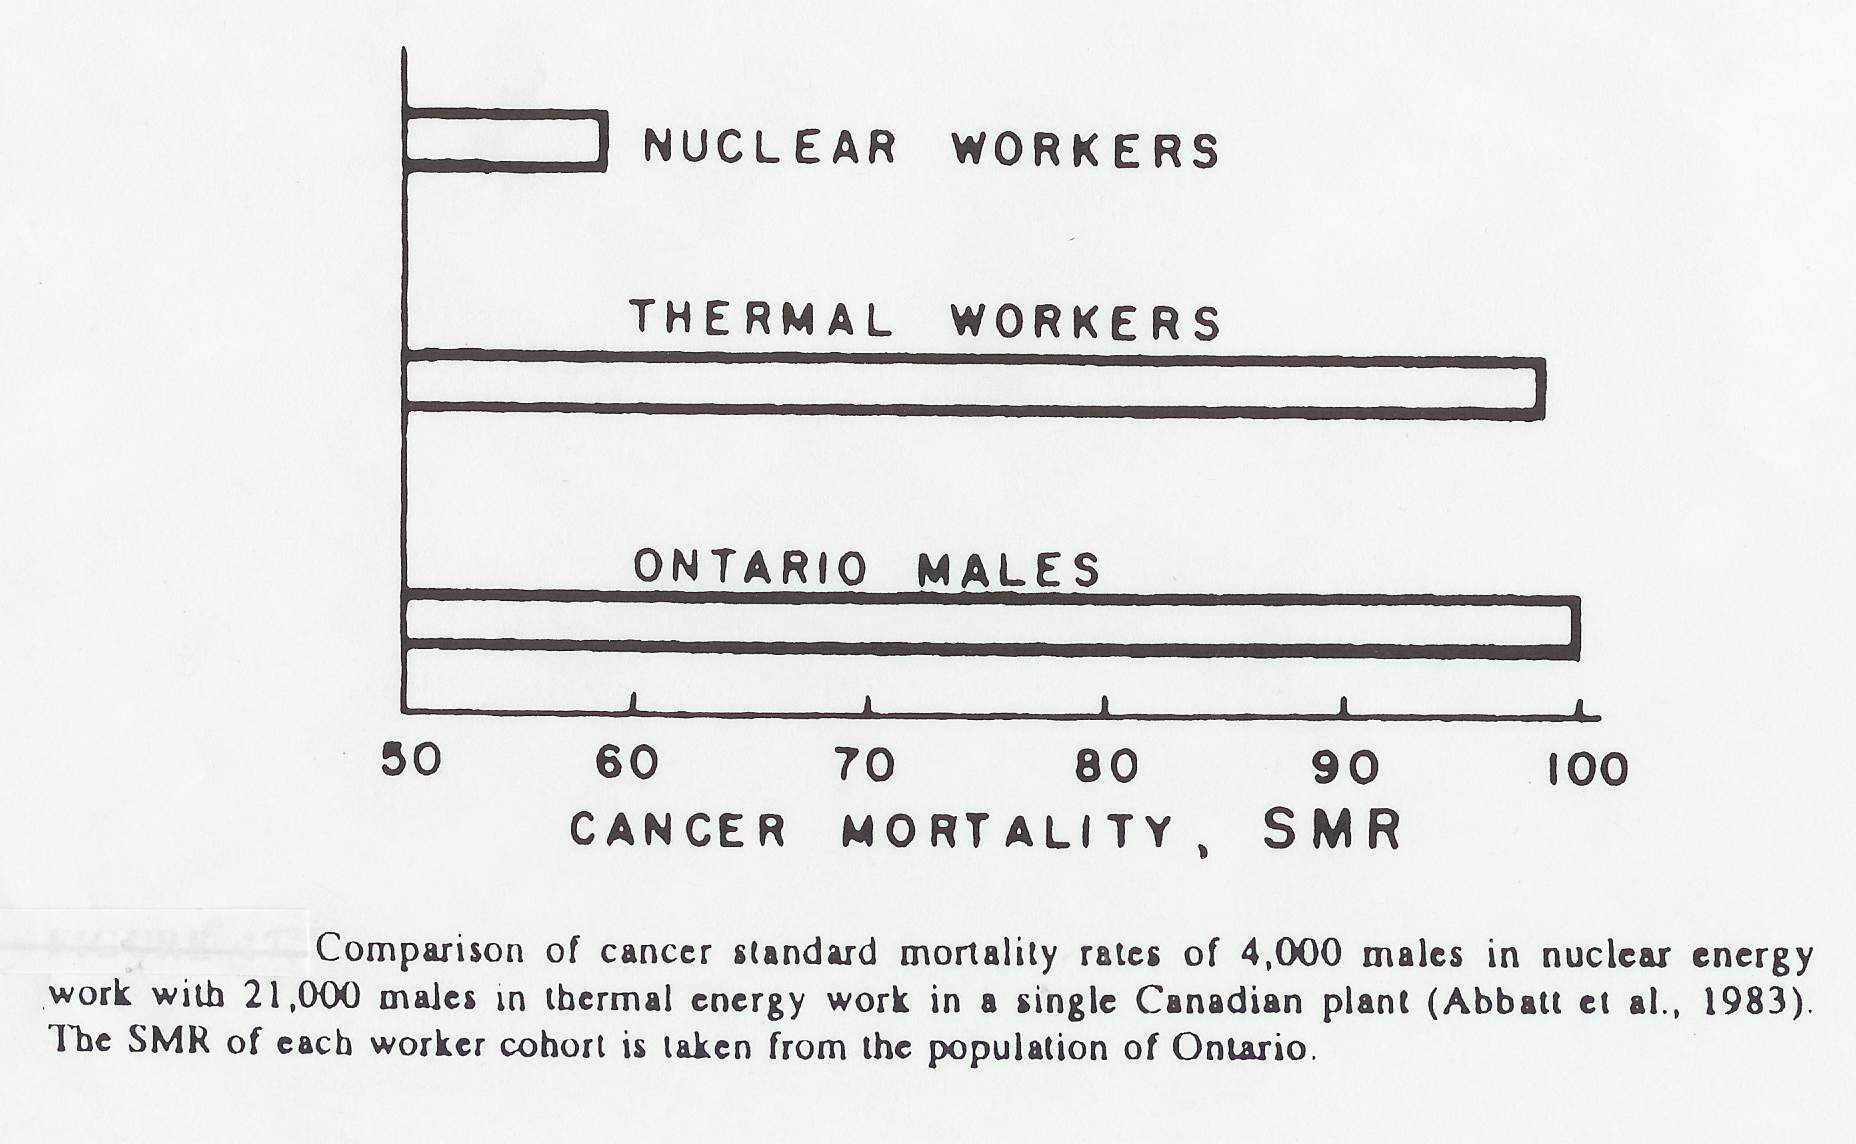 NUCLEAR WORKERS
THERMAL WORKERS
ONTARIO MALES
50 60 70 80 90 100
CANCER MORTALITY, SMR
Comparison of cancer standard mortality rates of 4,000 males in nuclear energy
work with 21,000 males in thermal energy work in a single Canadian plant (Abbatt et al., 1983).
The SMR of each worker cohort is taken from the population of Ontario.